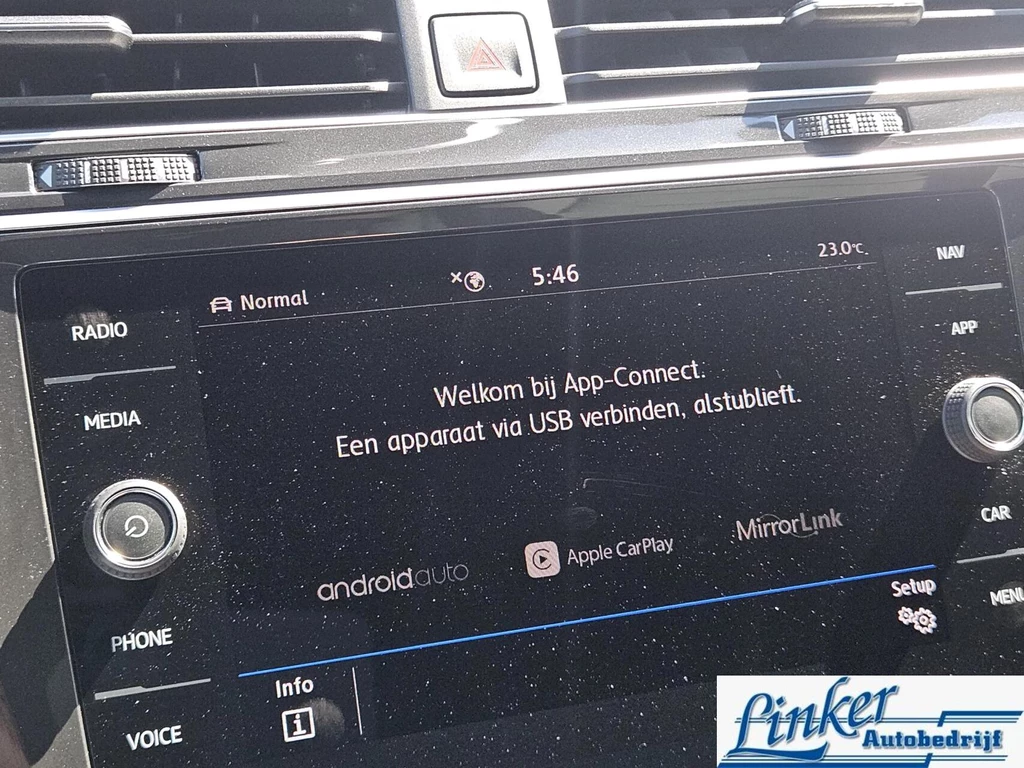 Normal
5:46
23.0°C
RADIO
MEDIA
PHONE
VOICE
Welkom bij App-Connect.
Een apparaat via USB verbinden, alstublieft.
androidauto
Apple CarPlay
MirrorLink
Setup
Info
i
NAV
APP
CAR
MENU
Linker
Autobedrijf